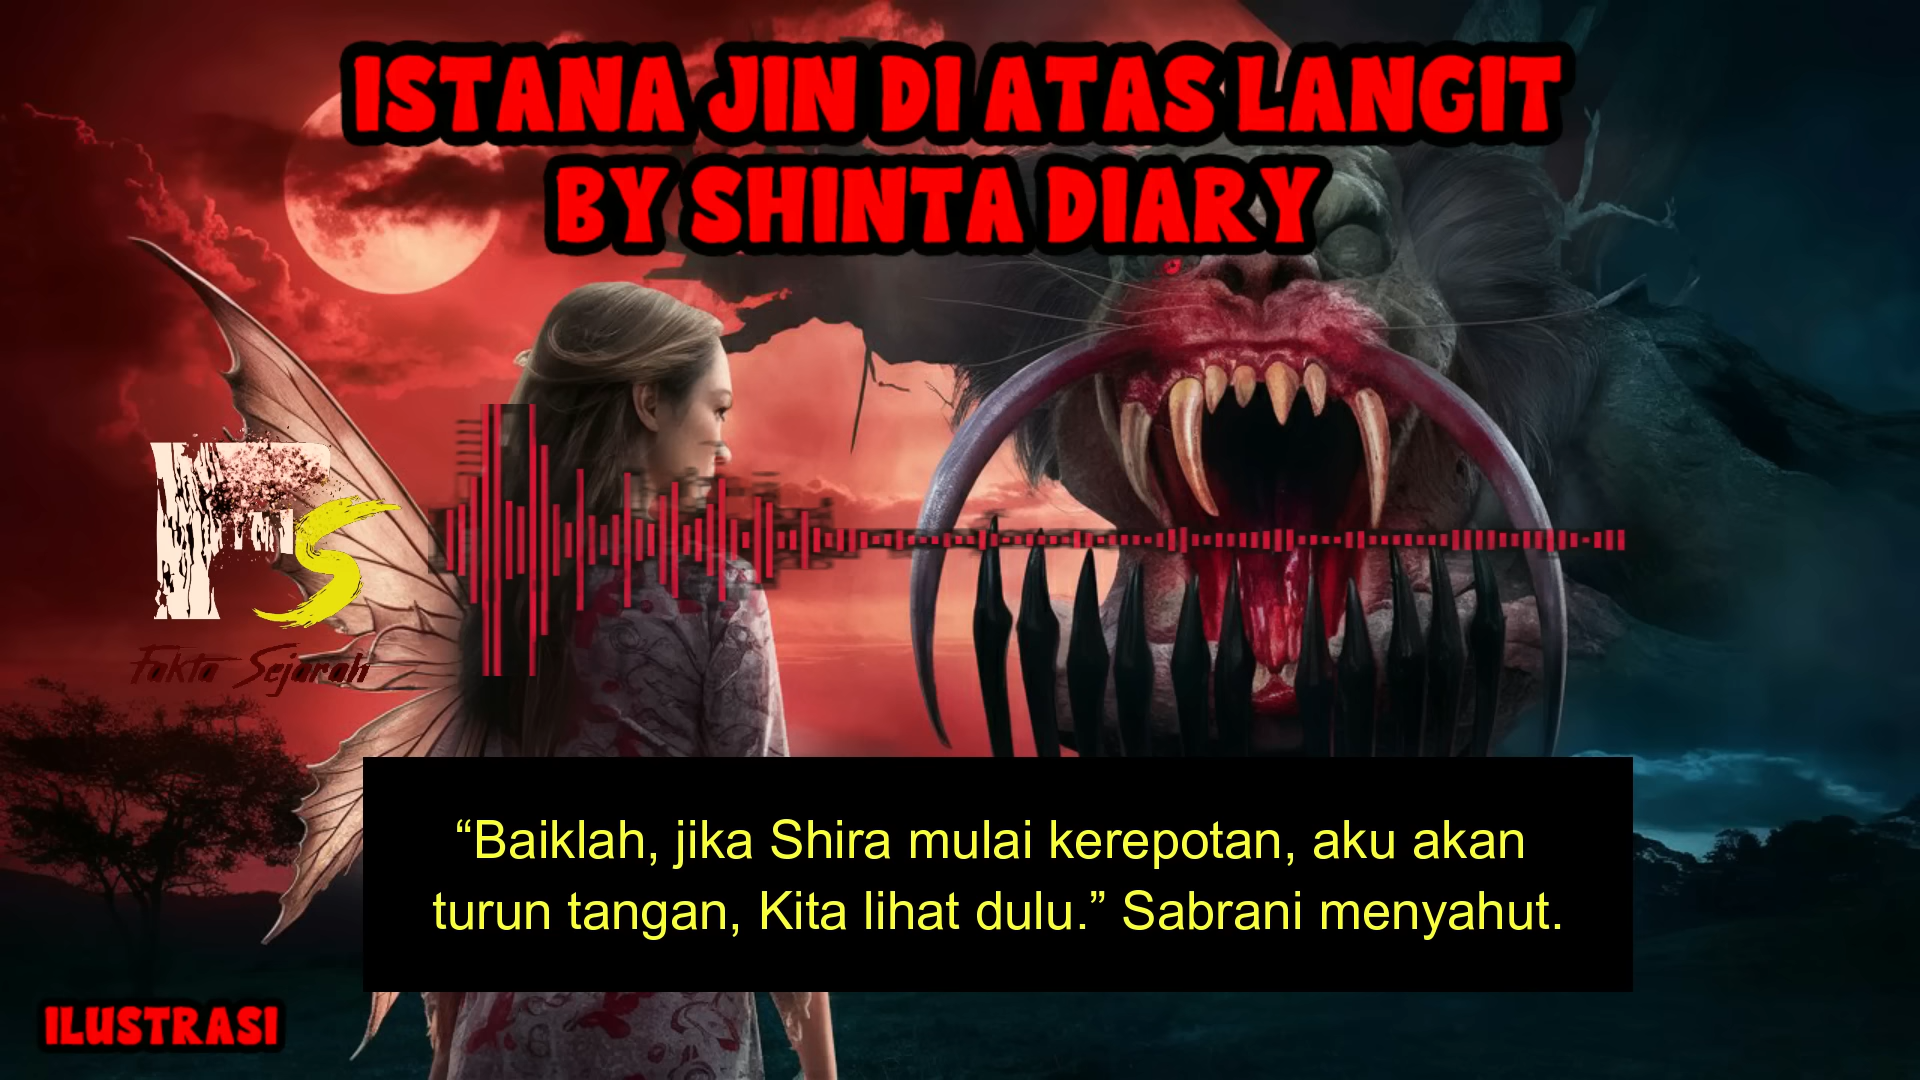 ISTANA JIN DI ATAS LANGIT
BY SHINTA DIARY
FS
Fakta Sejarah
“Baiklah, jika Shira mulai kerepotan, aku akan
turun tangan, Kita lihat dulu.” Sabrani menyahut.
ILUSTRASI